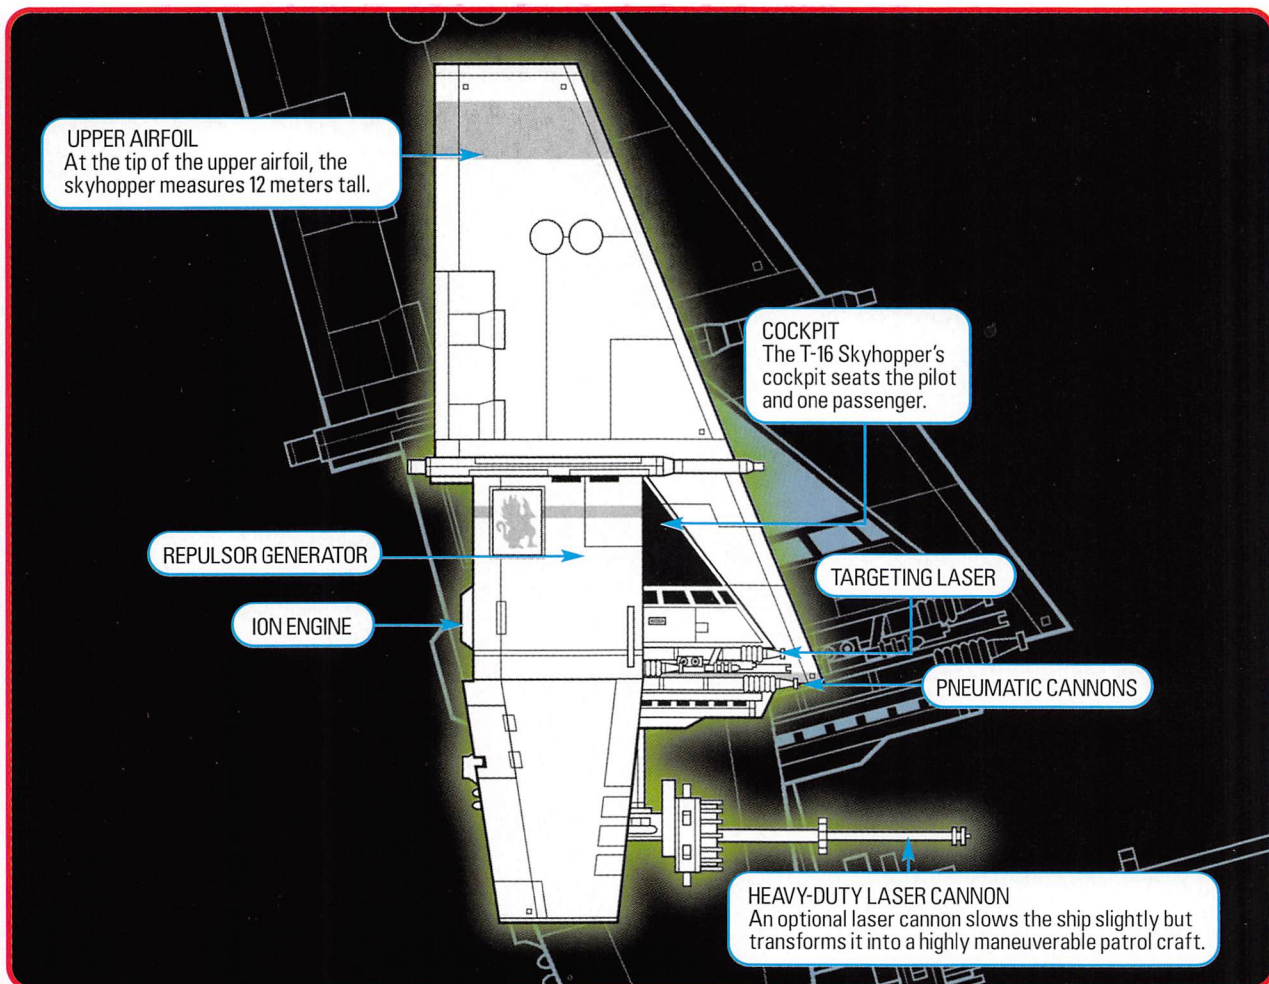 UPPER AIRFOIL
At the tip of the upper airfoil, the
skyhopper measures 12 meters tall.
COCKPIT
The T-16 Skyhopper's
cockpit seats the pilot
and one passenger.
REPULSOR GENERATOR
TARGETING LASER
ION ENGINE
PNEUMATIC CANNONS
HEAVY-DUTY LASER CANNON
An optional laser cannon slows the ship slightly but
transforms it into a highly maneuverable patrol craft.